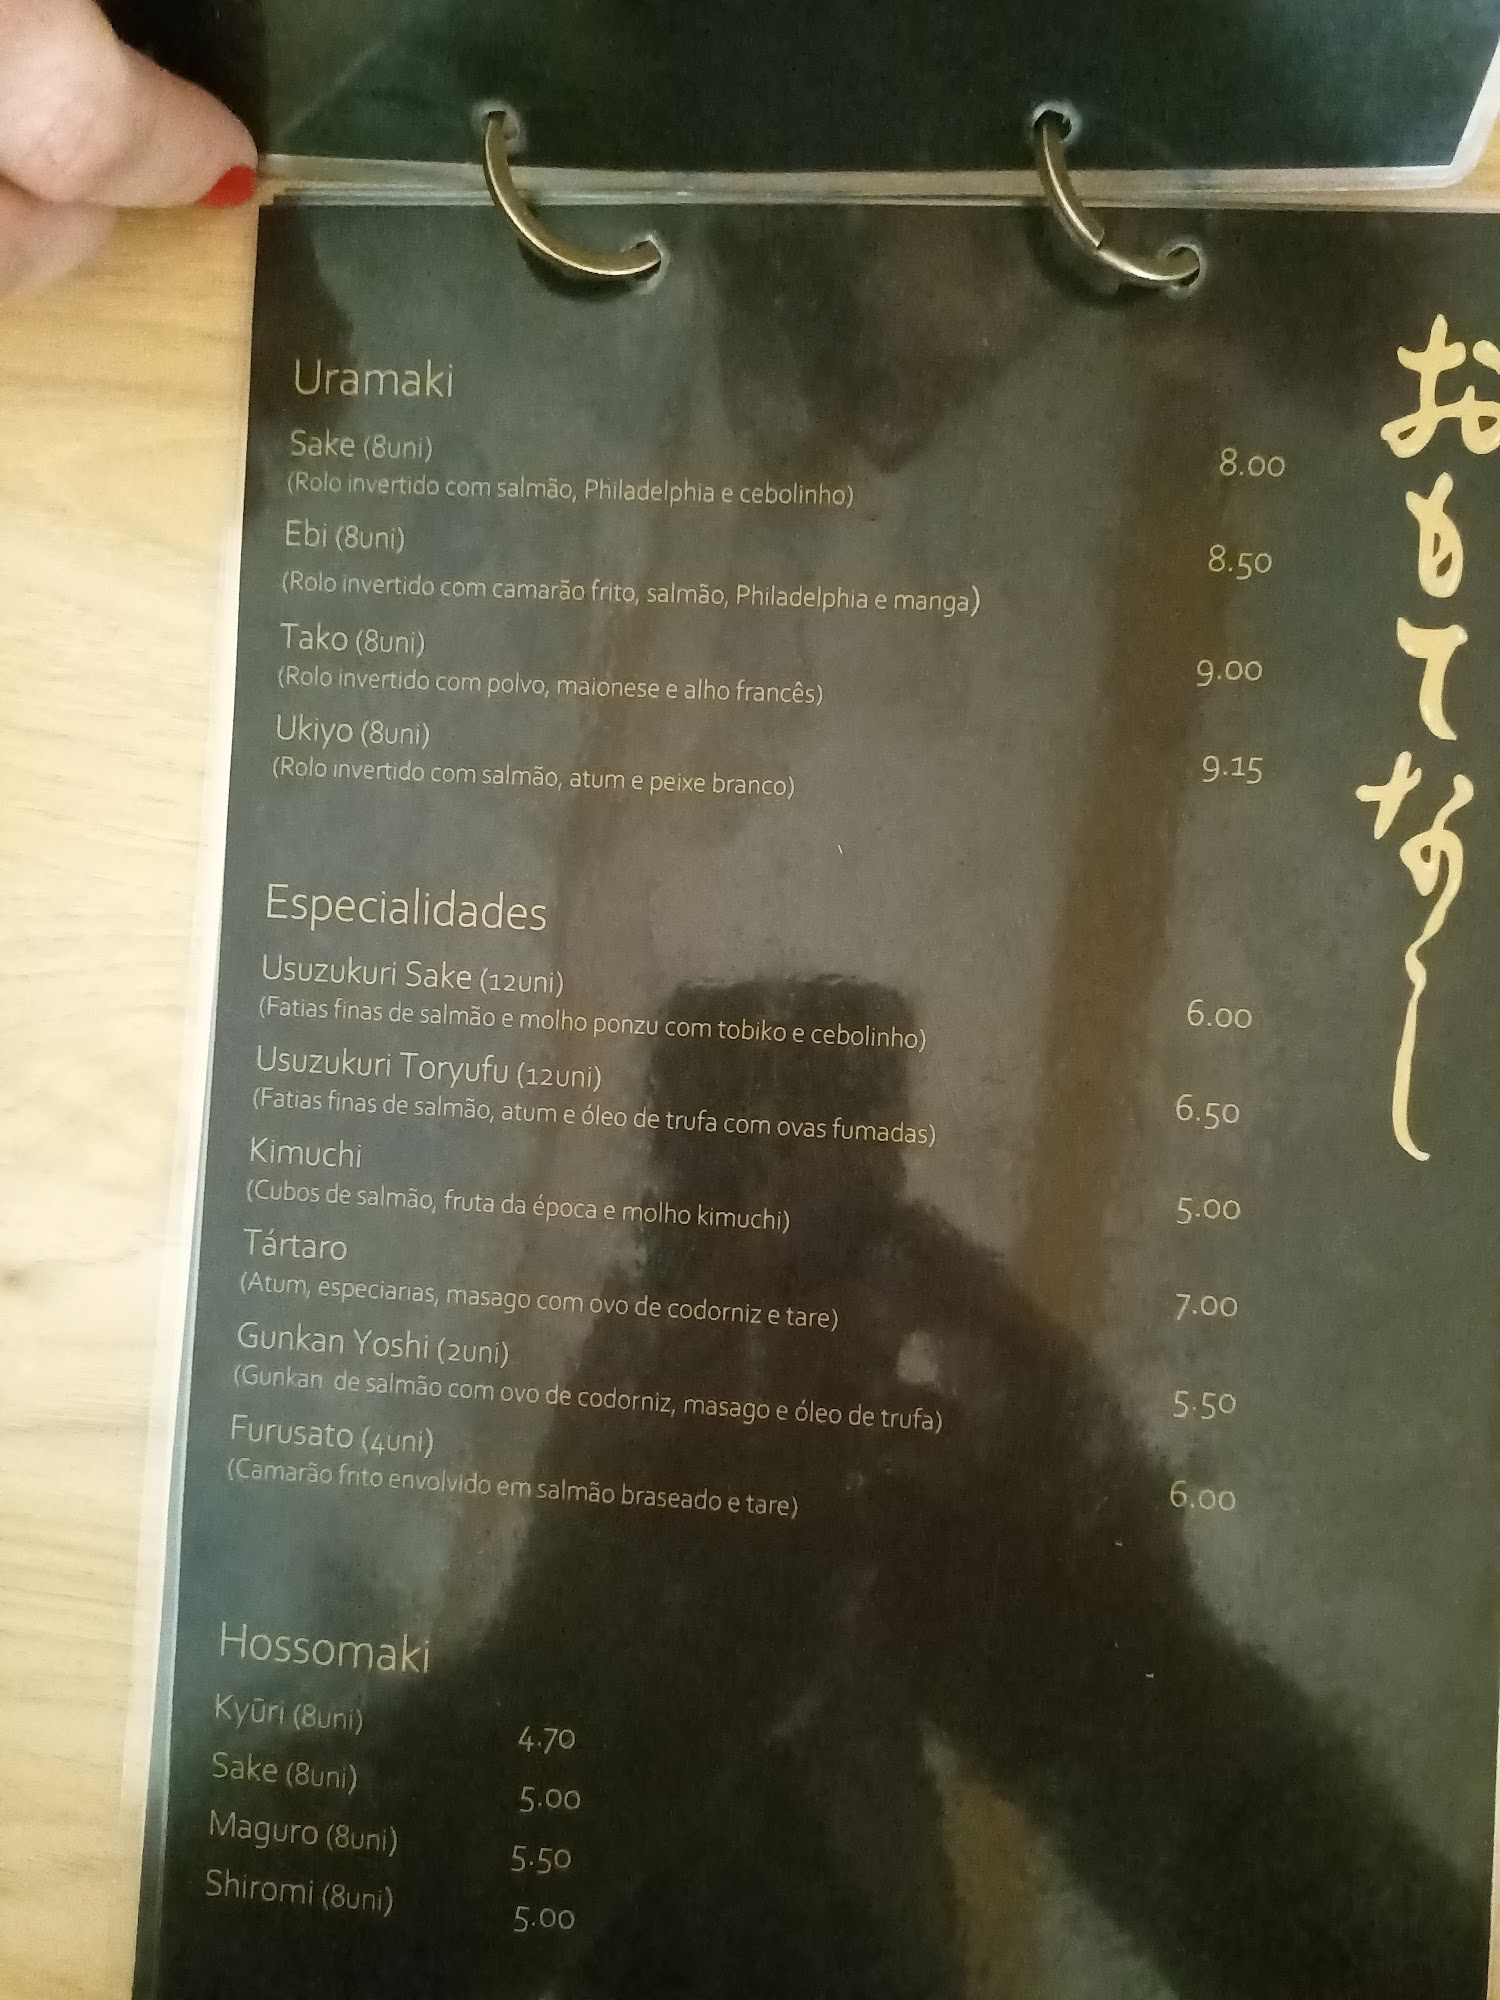 Uramaki
Sake (8uni) 8.00
(Rolo invertido com salmão, Philadelphia e cebolinho)
Ebi (8uni) 8.50
(Rolo invertido com camarão frito, salmão, Philadelphia e manga)
Tako (8uni) 9.00
(Rolo invertido com polvo, maionese e alho francês)
Ukiyo (8uni) 9.15
(Rolo invertido com salmão, atum e peixe branco)
Especialidades
Usuzukuri Sake (12uni) 6.00
(Fatias finas de salmão e molho ponzu com tobiko e cebolinho)
Usuzukuri Toryufu (12uni) 6.50
(Fatias finas de salmão, atum e óleo de trufa com ovas fumadas)
Kimuchi 5.00
(Cubos de salmão, fruta da época e molho kimuchi)
Tártaro 7.00
(Atum, especiarias, masago com ovo de codorniz e tare)
Gunkan Yoshi (2uni) 5.50
(Gunkan de salmão com ovo de codorniz, masago e óleo de trufa)
Furusato (4uni) 6.00
(Camarão frito envolvido em salmão braseado e tare)
Hossomaki
Kyūri (8uni) 4.70
Sake (8uni) 5.00
Maguro (8uni) 5.50
Shiromi (8uni) 5.00
おもてなし